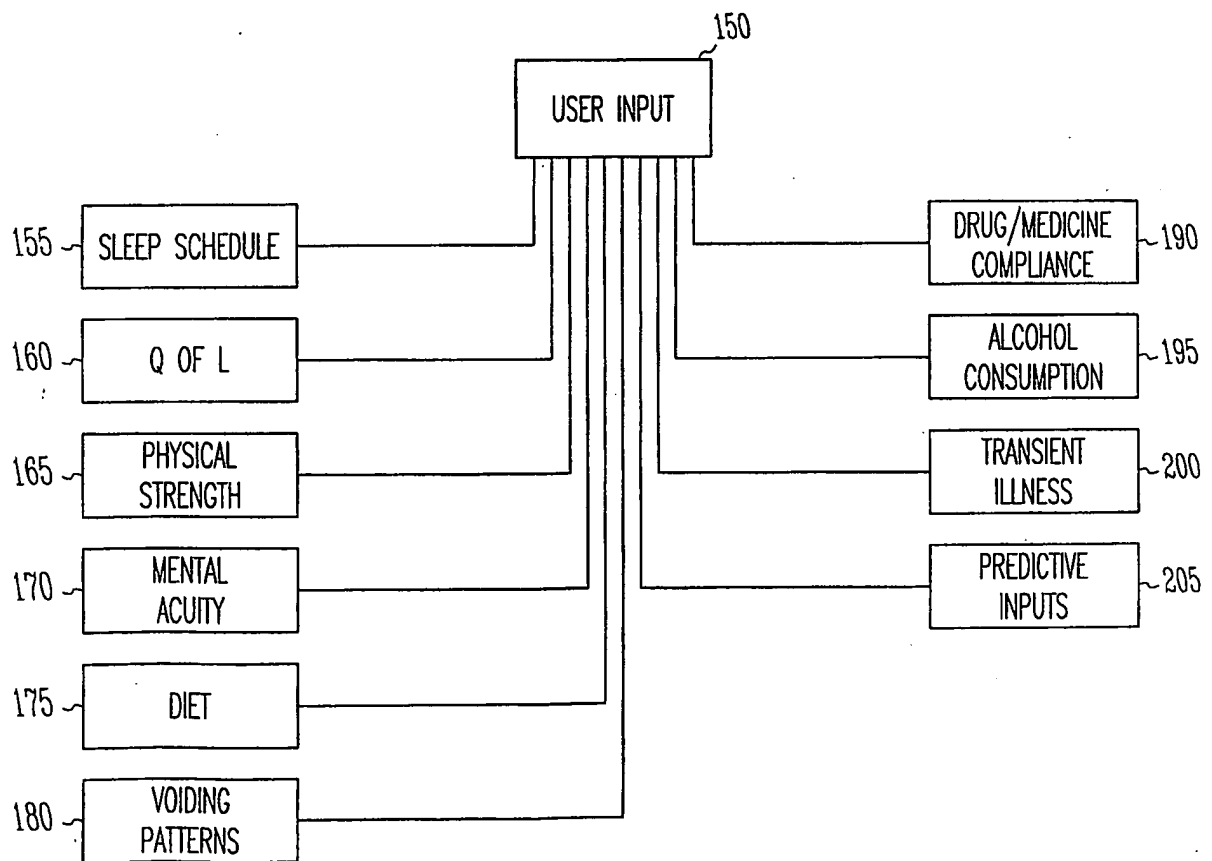 150
USER INPUT
155
SLEEP SCHEDULE
160
Q OF L
165
PHYSICAL
STRENGTH
170
MENTAL
ACUITY
175
DIET
180
VOIDING
PATTERNS
DRUG/MEDICINE
COMPLIANCE
190
ALCOHOL
CONSUMPTION
195
TRANSIENT
ILLNESS
200
PREDICTIVE
INPUTS
205